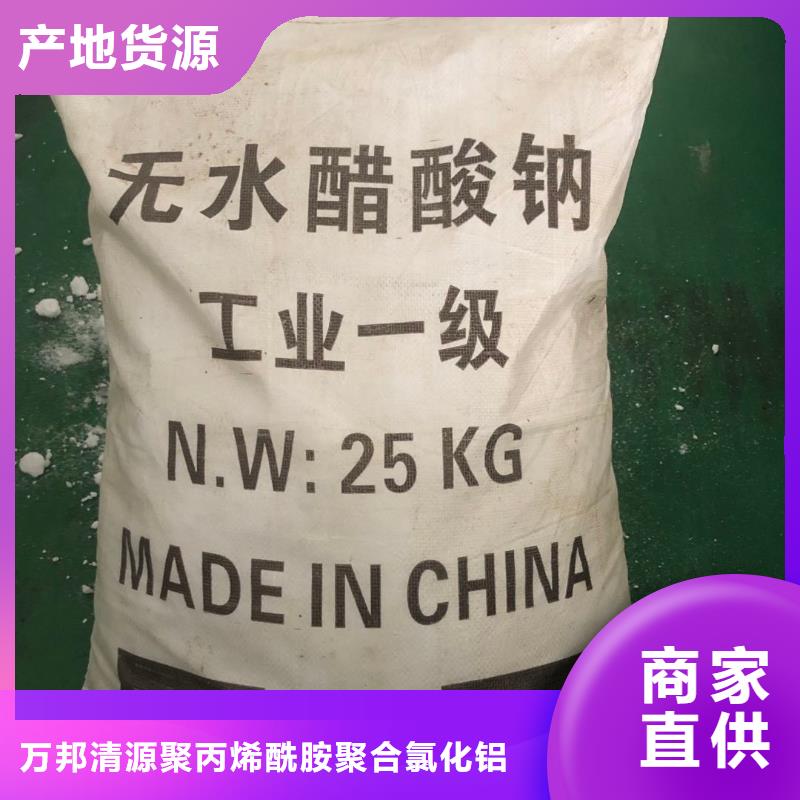 产地货源
无水醋酸钠
工业一级
N.W: 25 KG
MADE IN CHINA
商家
直供
万邦清源聚丙烯酰胺聚合氯化铝